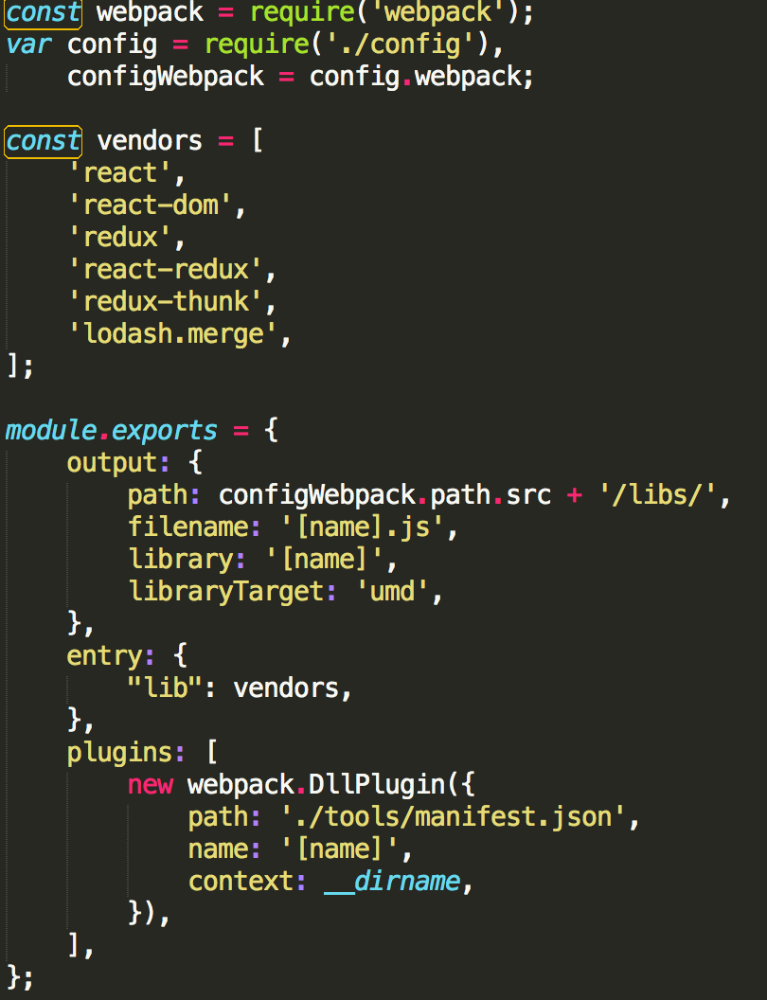 const webpack = require('webpack');
var config = require('./config'),
    configWebpack = config.webpack;

const vendors = [
    'react',
    'react-dom',
    'redux',
    'react-redux',
    'redux-thunk',
    'lodash.merge',
];

module.exports = {
    output: {
        path: configWebpack.path.src + '/libs/',
        filename: '[name].js',
        library: '[name]',
        libraryTarget: 'umd',
    },
    entry: {
        "lib": vendors,
    },
    plugins: [
        new webpack.DllPlugin({
            path: './tools/manifest.json',
            name: '[name]',
            context: __dirname,
        }),
    ],
};